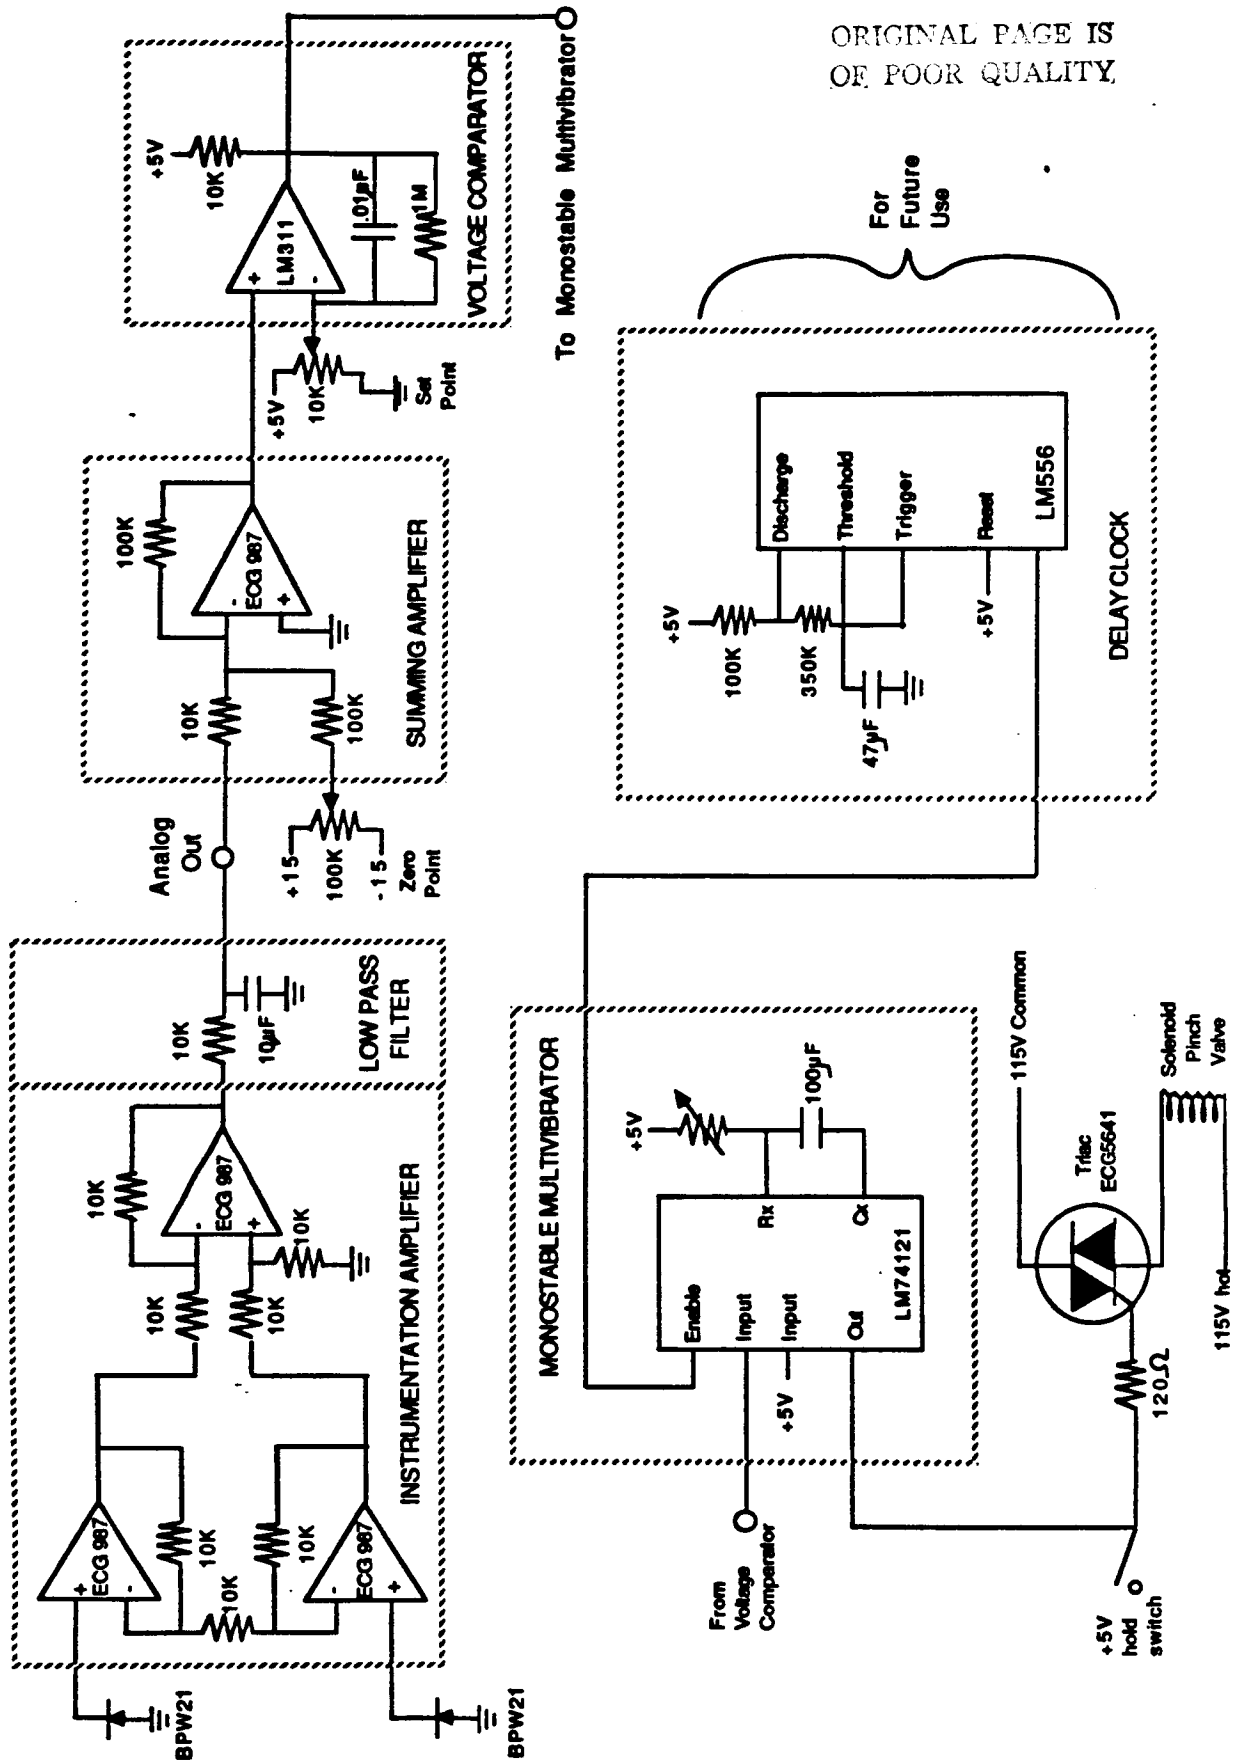 ORIGINAL PAGE IS
OF POOR QUALITY
BPW21
BPW21
ECG 987
+
-
10K
10K
10K
ECG 987
-
+
10K
10K
10K
ECG 987
-
+
10K
INSTRUMENTATION AMPLIFIER
10K
10µF
LOW PASS
FILTER
Analog
Out
+15
100K
-15
Zero
Point
10K
100K
100K
ECG 987
-
+
SUMMING AMPLIFIER
+5V
10K
Set
Point
+5V
10K
+
LM311
-
.01µF
1M
VOLTAGE COMPARATOR
To Monostable Multivibrator
From
Voltage
Comparator
MONOSTABLE MULTIVIBRATOR
Enable
Input
+5V
Input
Out
Rx
Cx
LM74121
+5V
100µF
+5V
hold
switch
120Ω
Triac
ECG5641
115V Common
115V hot
Solenoid
Pinch
Valve
+5V
100K
350K
47µF
Discharge
Threshold
Trigger
+5V
Reset
LM556
DELAY CLOCK
For
Future
Use